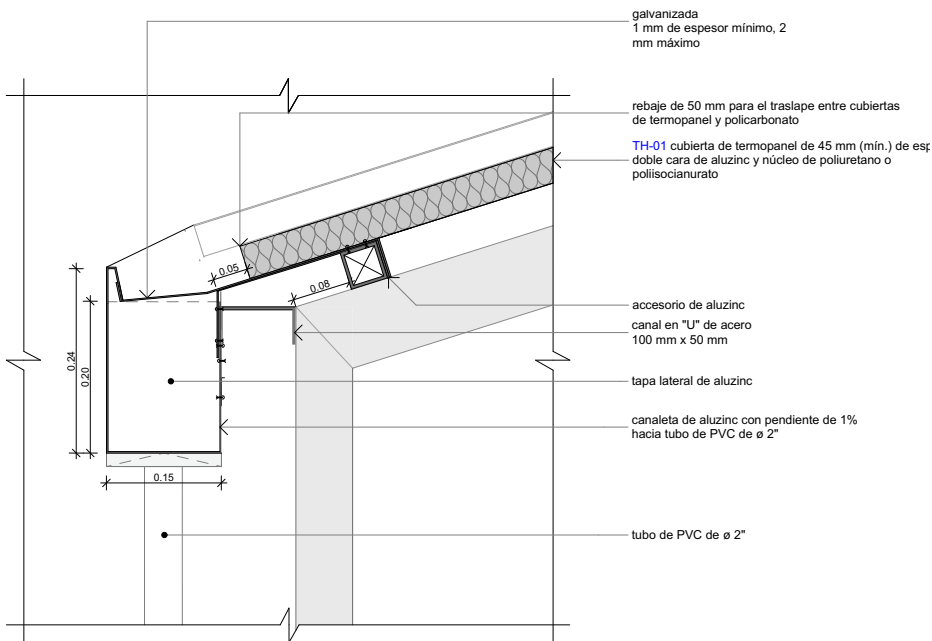 galvanizada
1 mm de espesor mínimo, 2
mm máximo
rebaje de 50 mm para el traslape entre cubiertas
de termopanel y policarbonato
TH-01 cubierta de termopanel de 45 mm (mín.) de esp
doble cara de aluzinc y núcleo de poliuretano o
poliisocianurato
0.05
0.08
accesorio de aluzinc
canal en "U" de acero
100 mm x 50 mm
0.24
0.20
tapa lateral de aluzinc
canaleta de aluzinc con pendiente de 1%
hacia tubo de PVC de ø 2"
0.15
tubo de PVC de ø 2"